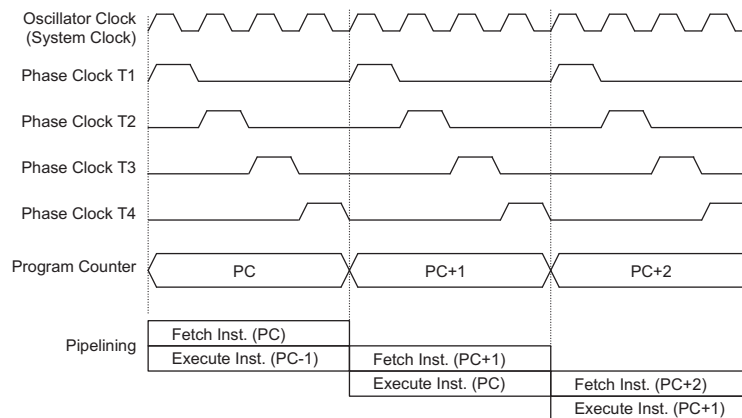 Oscillator Clock
(System Clock)
Phase Clock T1
Phase Clock T2
Phase Clock T3
Phase Clock T4
Program Counter
PC
PC+1
PC+2
Pipelining
Fetch Inst. (PC)
Execute Inst. (PC-1)
Fetch Inst. (PC+1)
Execute Inst. (PC)
Fetch Inst. (PC+2)
Execute Inst. (PC+1)